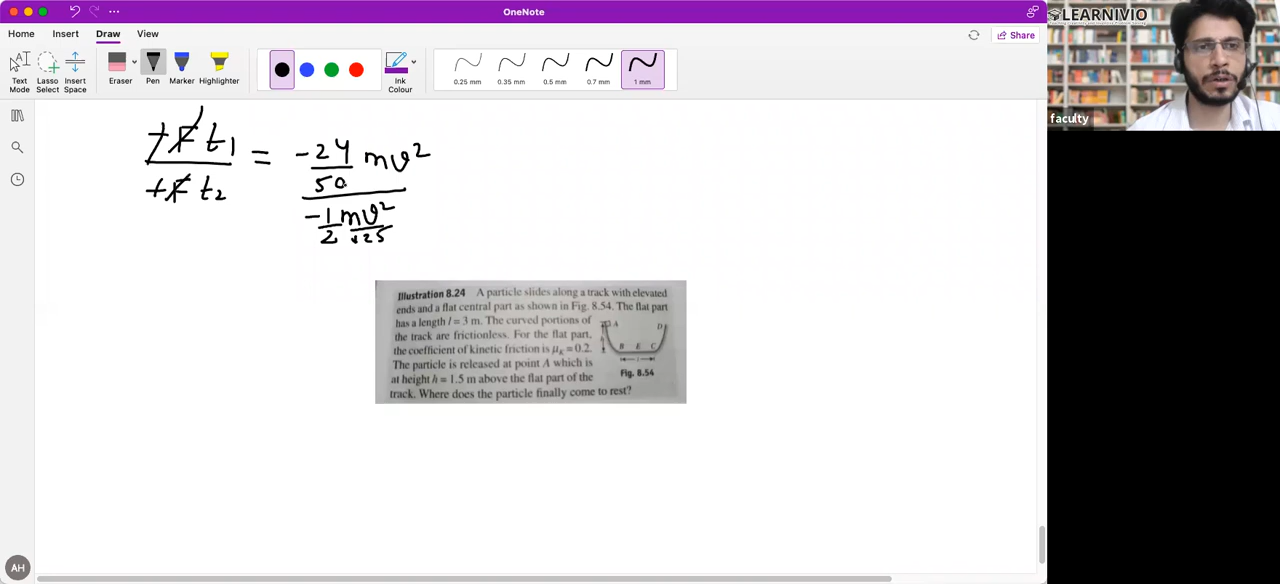 OneNote
LEARNIVIO
Home Insert Draw View
Share
Text Mode
Lasso Select
Insert Space
Eraser
Pen
Marker
Highlighter
Ink Colour
0.25 mm
0.35 mm
0.5 mm
0.7 mm
1 mm
faculty
+F t1 = -24/50 mv²
+F t2 -1/2 mv²/25
Illustration 8.24 A particle slides along a track with elevated
ends and a flat central part as shown in Fig. 8.54. The flat part
has a length l = 3 m. The curved portions of
the track are frictionless. For the flat part,
the coefficient of kinetic friction is μK = 0.2.
The particle is released at point A which is
at height h = 1.5 m above the flat part of the
track. Where does the particle finally come to rest?
A D
B E C
Fig. 8.54
AH